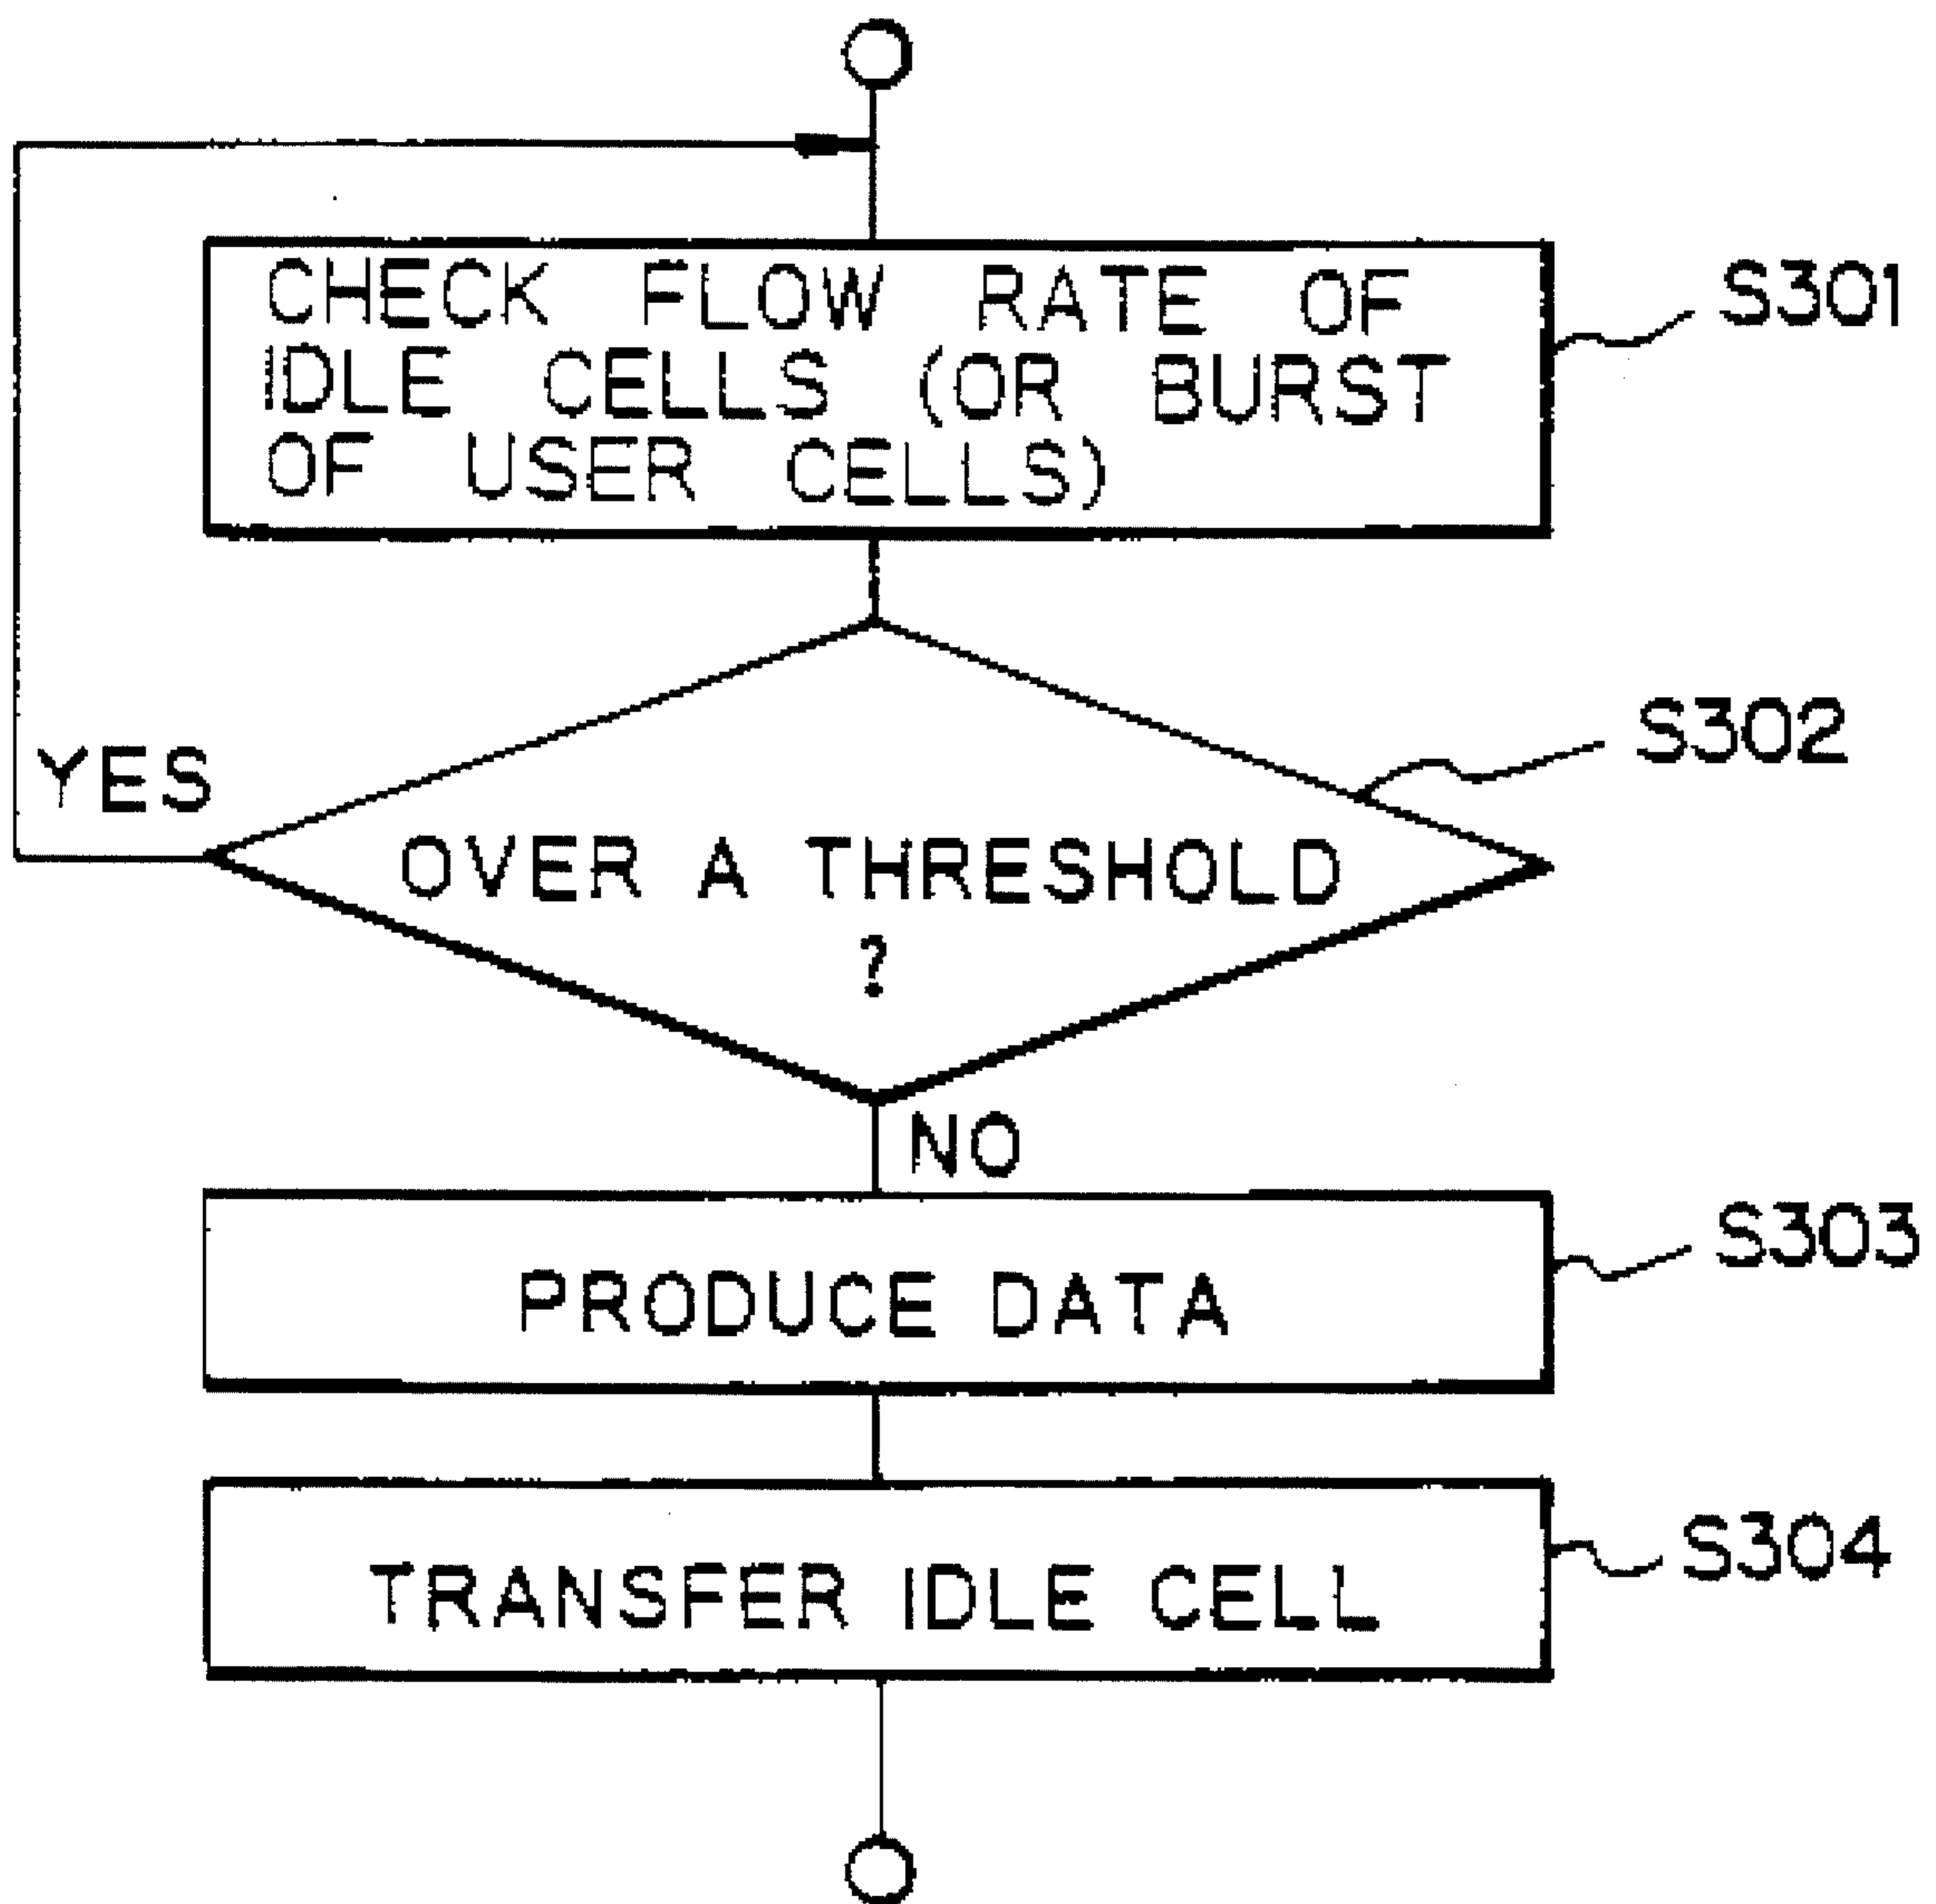 CHECK FLOW RATE OF
IDLE CELLS (OR BURST
OF USER CELLS)
S301
S302
YES
OVER A THRESHOLD
?
NO
S303
PRODUCE DATA
S304
TRANSFER IDLE CELL